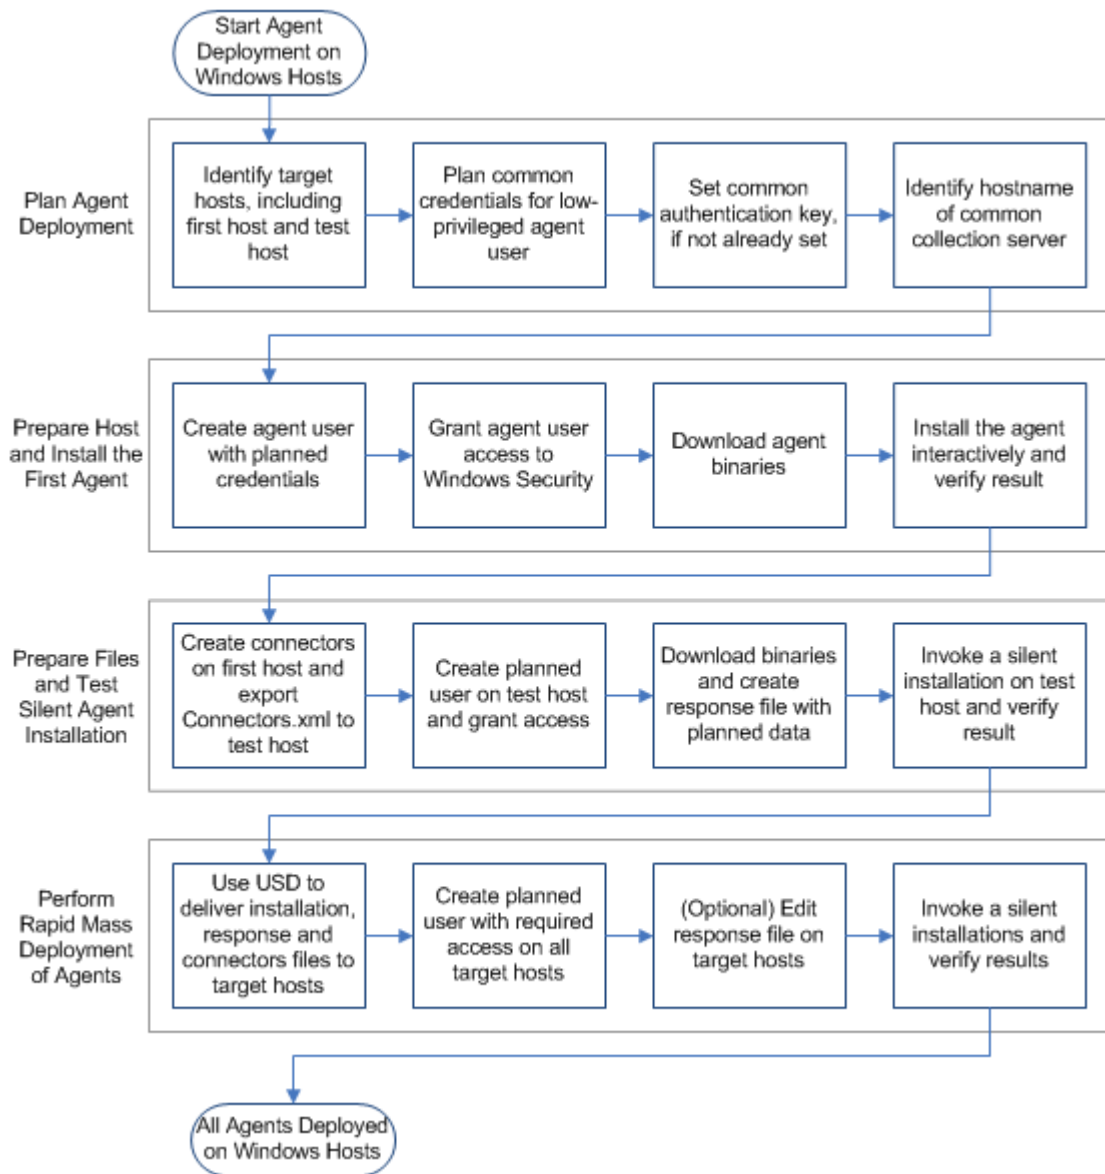 Start Agent
Deployment on
Windows Hosts
Plan Agent
Deployment
Identify target
hosts, including
first host and test
host
Plan common
credentials for low-
privileged agent
user
Set common
authentication key,
if not already set
Identify hostname
of common
collection server
Prepare Host
and Install the
First Agent
Create agent user
with planned
credentials
Grant agent user
access to
Windows Security
Download agent
binaries
Install the agent
interactively and
verify result
Prepare Files
and Test
Silent Agent
Installation
Create connectors
on first host and
export
Connectors.xml to
test host
Create planned
user on test host
and grant access
Download binaries
and create
response file with
planned data
Invoke a silent
installation on test
host and verify
result
Perform
Rapid Mass
Deployment
of Agents
Use USD to
deliver installation,
response and
connectors files to
target hosts
Create planned
user with required
access on all
target hosts
(Optional) Edit
response file on
target hosts
Invoke a silent
installations and
verify results
All Agents Deployed
on Windows Hosts